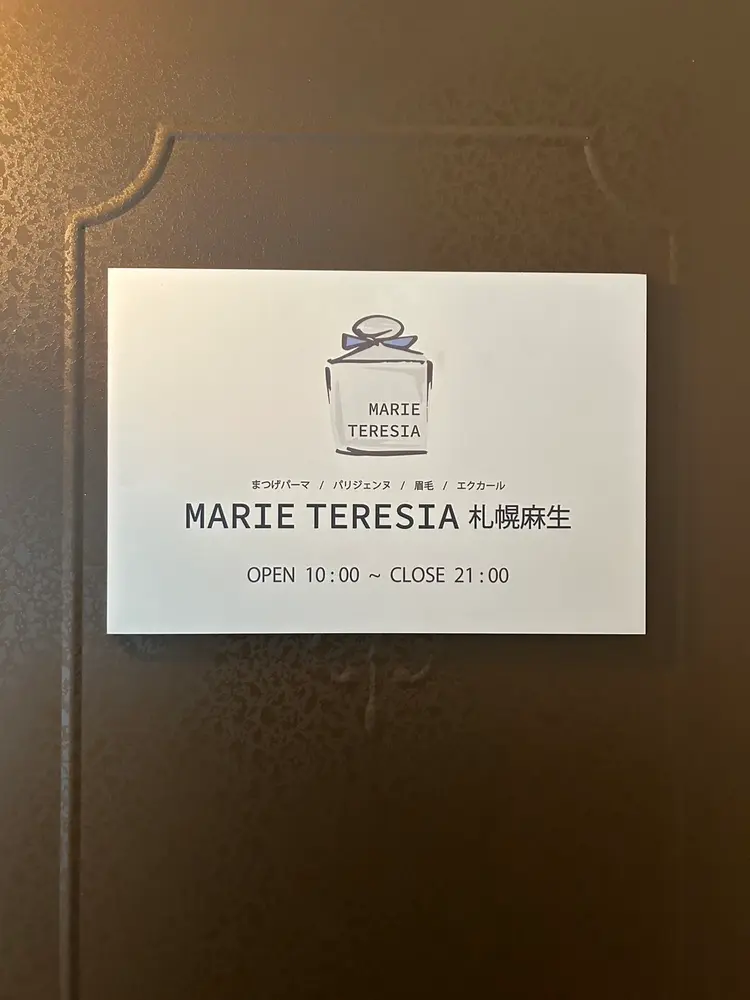 MARIE
TERESIA
まつげパーマ / パリジェンヌ / 眉毛 / エクカール
MARIE TERESIA 札幌麻生
OPEN 10:00 ~ CLOSE 21:00